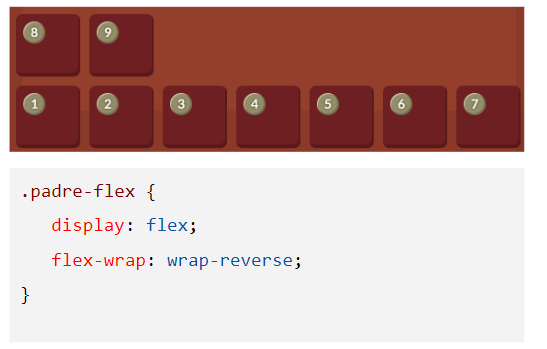 8 9
1 2 3 4 5 6 7
.padre-flex {
display: flex;
flex-wrap: wrap-reverse;
}